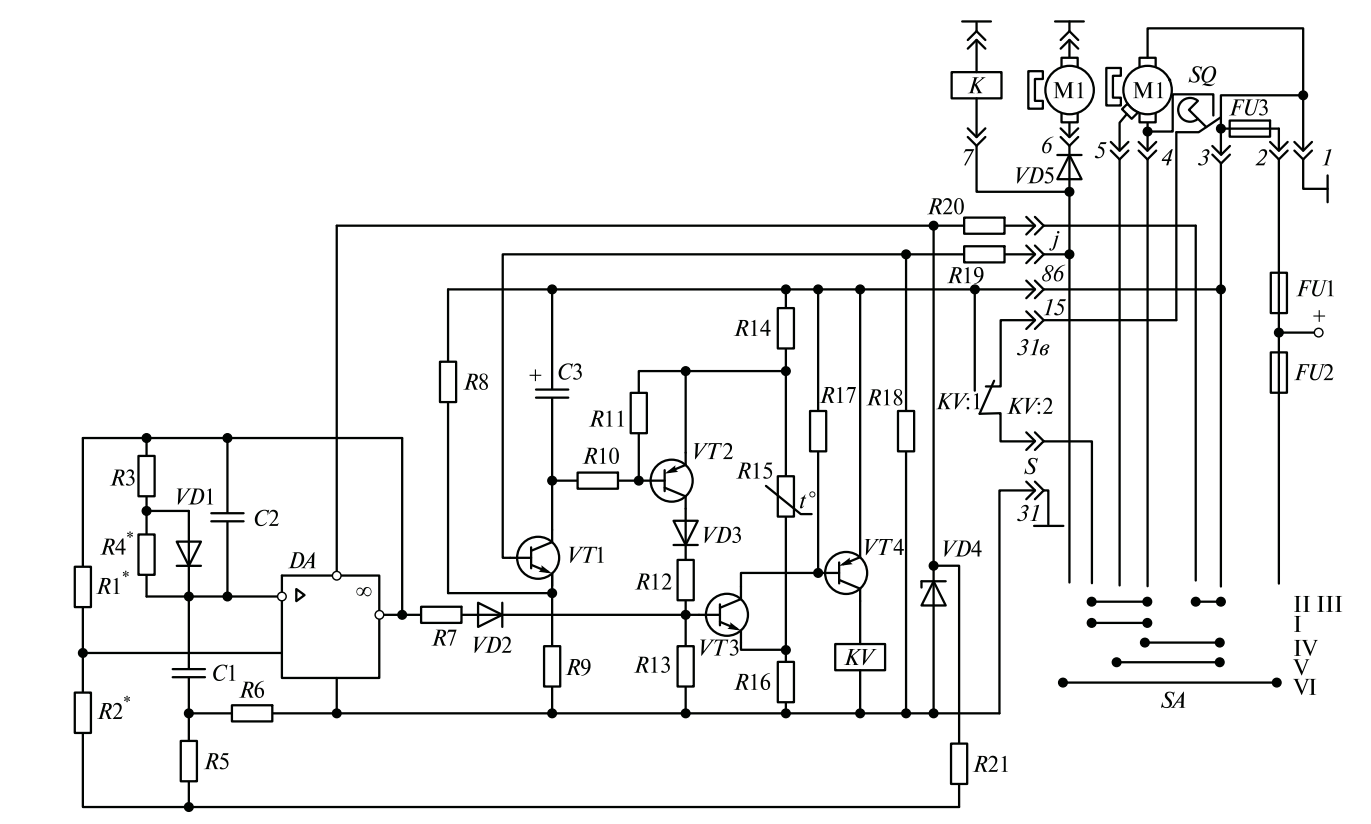 K
M1
M1
SQ
FU3
7
6
5
4
3
2
1
VD5
R20
j
R19
86
15
31в
FU1
+
FU2
R14
R8
+
C3
R11
R17
R18
KV:1
KV:2
R10
VT2
R15
t°
S
31
R3
VD1
C2
R4*
VD3
VT1
R12
VT4
VD4
DA
∞
R1*
R7
VD2
VT3
II III
I
IV
V
VI
SA
C1
R9
R13
R16
KV
R2*
R6
R5
R21